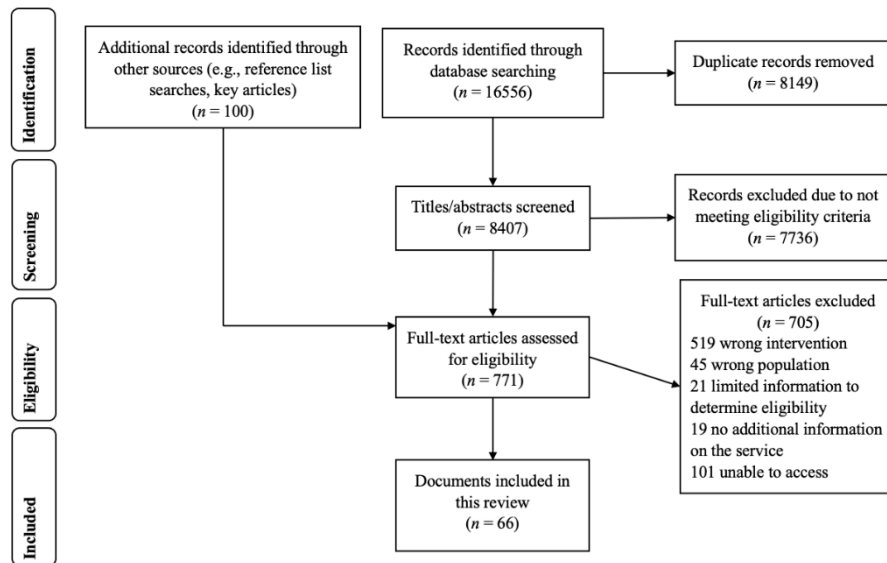 Identification
Additional records identified through
other sources (e.g., reference list
searches, key articles)
(n = 100)
Records identified through
database searching
(n = 16556)
Duplicate records removed
(n = 8149)
Screening
Titles/abstracts screened
(n = 8407)
Records excluded due to not
meeting eligibility criteria
(n = 7736)
Eligibility
Full-text articles assessed
for eligibility
(n = 771)
Full-text articles excluded
(n = 705)
519 wrong intervention
45 wrong population
21 limited information to
determine eligibility
19 no additional information
on the service
101 unable to access
Included
Documents included in
this review
(n = 66)